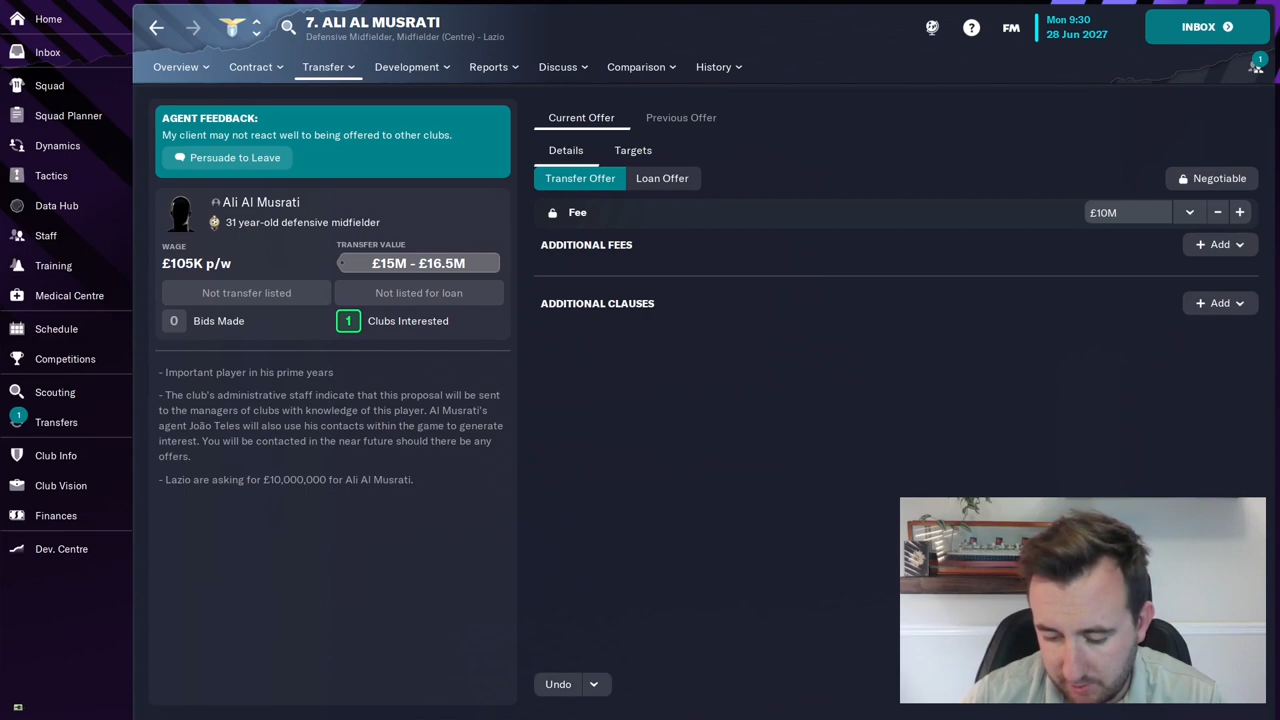 Home
Inbox
Squad
Squad Planner
Dynamics
Tactics
Data Hub
Staff
Training
Medical Centre
Schedule
Competitions
Scouting
1
Transfers
Club Info
Club Vision
Finances
Dev. Centre
7. ALI AL MUSRATI
Defensive Midfielder, Midfielder (Centre) - Lazio
FM
Mon 9:30
28 Jun 2027
INBOX
Overview
Contract
Transfer
Development
Reports
Discuss
Comparison
History
1
AGENT FEEDBACK:
My client may not react well to being offered to other clubs.
Persuade to Leave
Ali Al Musrati
31 year-old defensive midfielder
WAGE
£105K p/w
TRANSFER VALUE
£15M - £16.5M
Not transfer listed
Not listed for loan
0 Bids Made
1 Clubs Interested
- Important player in his prime years
- The club's administrative staff indicate that this proposal will be sent
to the managers of clubs with knowledge of this player. Al Musrati's
agent João Teles will also use his contacts within the game to generate
interest. You will be contacted in the near future should there be any
offers.
- Lazio are asking for £10,000,000 for Ali Al Musrati.
Current Offer
Previous Offer
Details
Targets
Transfer Offer
Loan Offer
Negotiable
Fee
£10M
ADDITIONAL FEES
Add
ADDITIONAL CLAUSES
Add
Undo